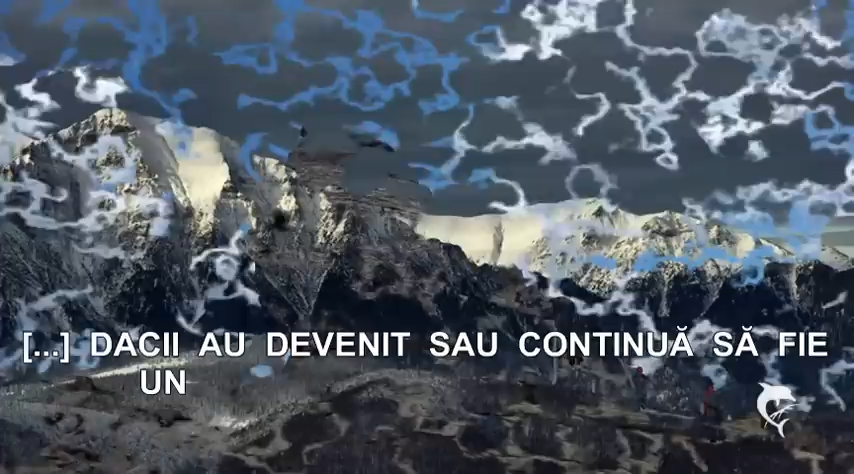 [...] DACII AU DEVENIT SAU CONTINUĂ SĂ FIE
UN